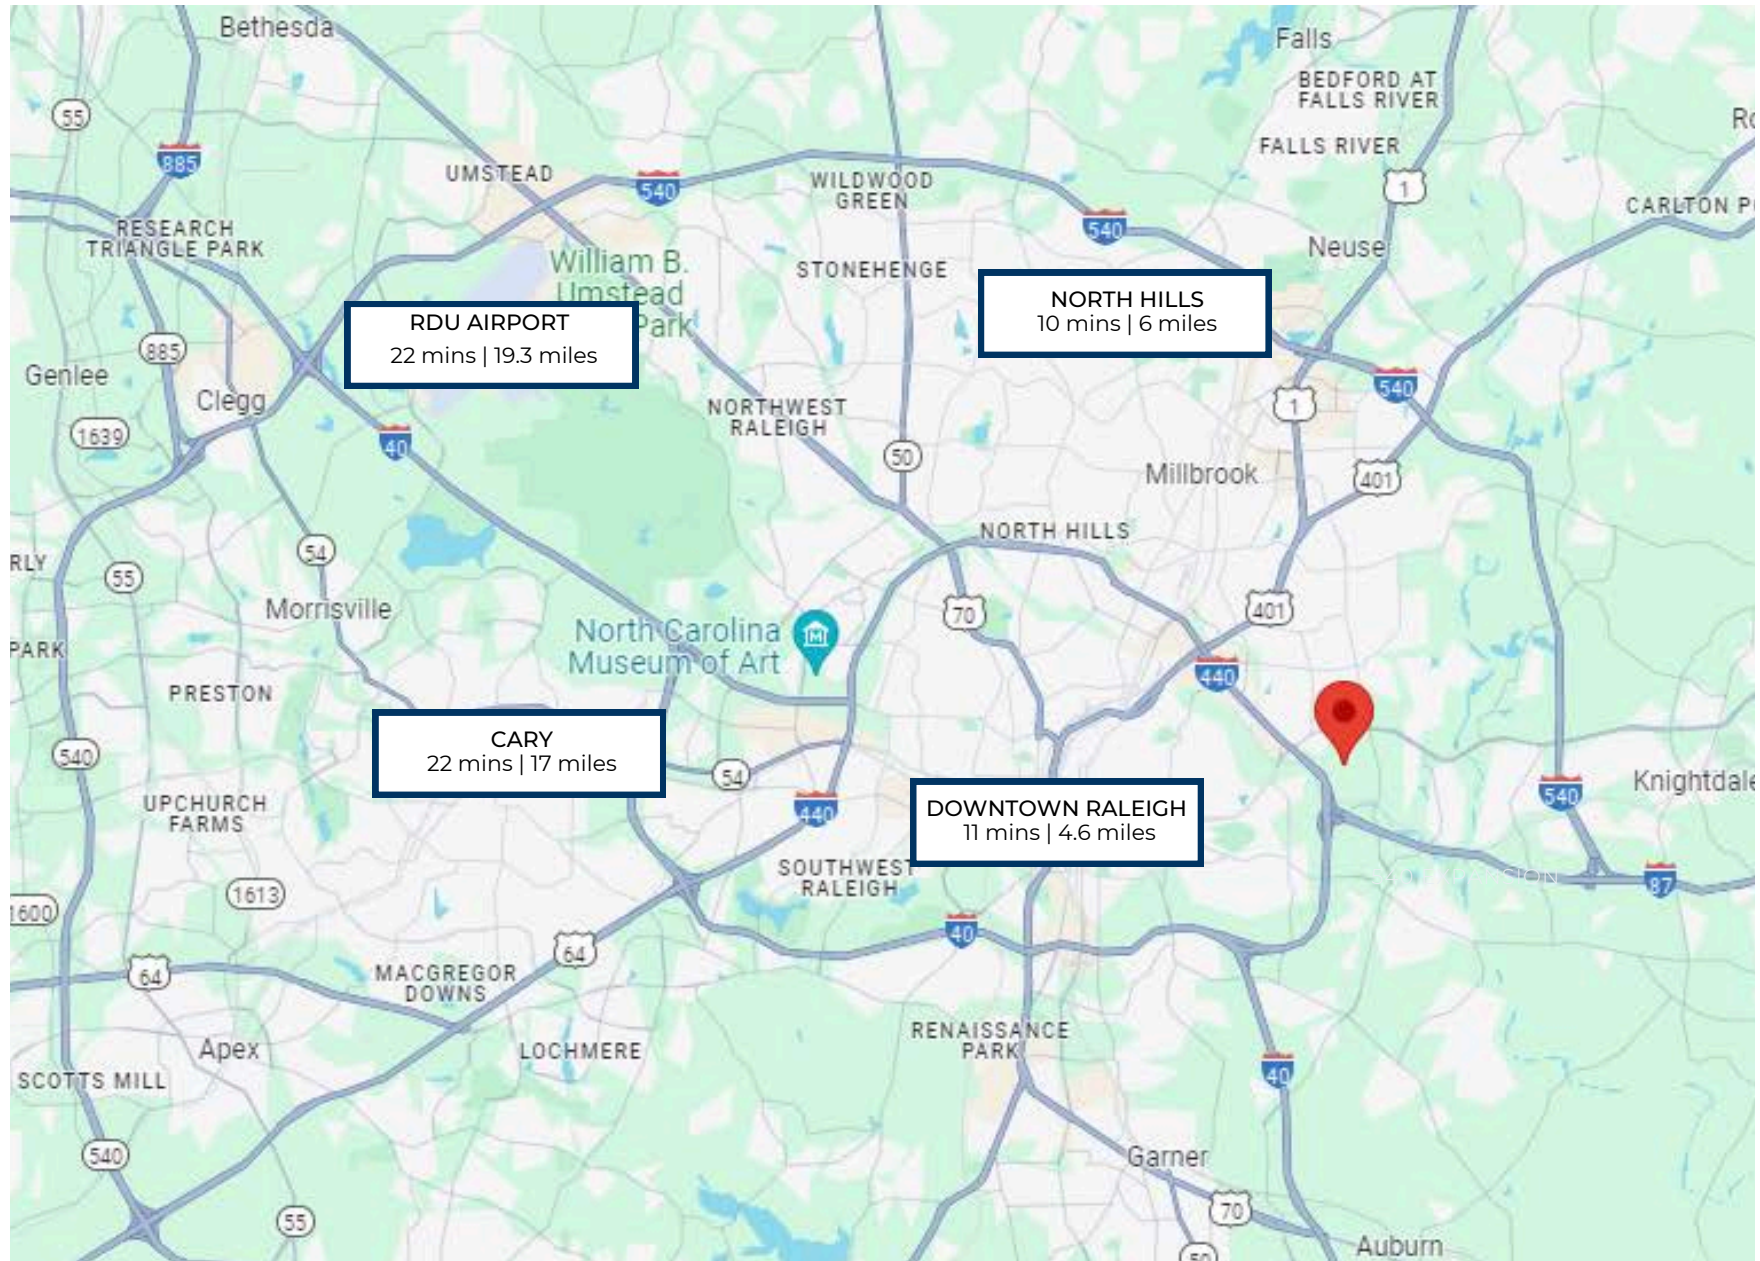 Bethesda
Falls
BEDFORD AT
FALLS RIVER
55
885
FALLS RIVER
UMSTEAD
540
WILDWOOD
GREEN
1
CARLTON
RESEARCH
TRIANGLE PARK
540
Neuse
William B.
Umstead
Park
STONEHENGE
NORTH HILLS
10 mins | 6 miles
RDU AIRPORT
22 mins | 19.3 miles
885
Genlee
Clegg
540
1
NORTHWEST
RALEIGH
1639
40
50
Millbrook
401
NORTH HILLS
54
55
RLY
Morrisville
70
401
North Carolina
Museum of Art
PARK
PRESTON
440
CARY
22 mins | 17 miles
540
54
Knightdale
540
UPCHURCH
FARMS
440
DOWNTOWN RALEIGH
11 mins | 4.6 miles
SOUTHWEST
RALEIGH
87
1613
1600
40
64
64
MACGREGOR
DOWNS
RENAISSANCE
PARK
Apex
LOCHMERE
40
SCOTTS MILL
540
Garner
55
70
Auburn
50